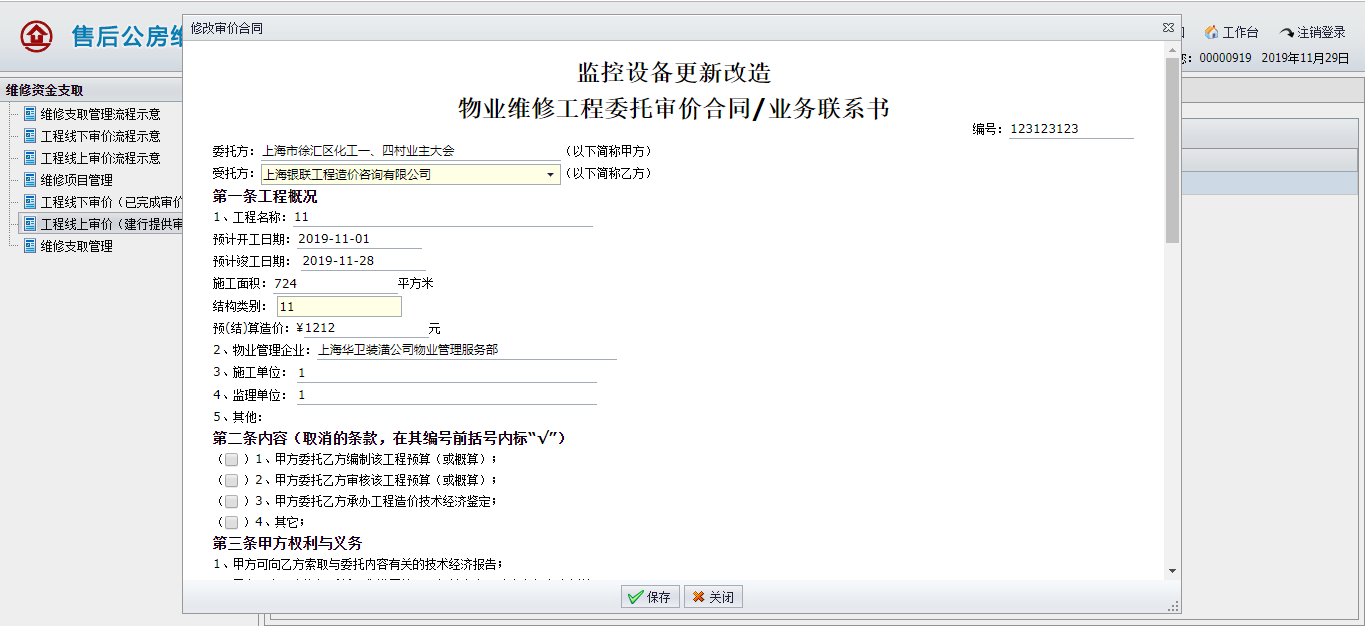 售后公房维
工作台 注销登录
: 00000919 2019年11月29日
维修资金支取
维修支取管理流程示意
工程线下审价流程示意
工程线上审价流程示意
维修项目管理
工程线下审价（已完成审价
工程线上审价（建行提供审
维修支取管理
修改审价合同
监控设备更新改造
物业维修工程委托审价合同/业务联系书
编号：123123123
委托方：上海市徐汇区化工一、四村业主大会 （以下简称甲方）
受托方：上海银联工程造价咨询有限公司 （以下简称乙方）
第一条工程概况
1、工程名称：11
预计开工日期：2019-11-01
预计竣工日期：2019-11-28
施工面积：724 平方米
结构类别：11
预(结)算造价：¥1212 元
2、物业管理企业：上海华卫装潢公司物业管理服务部
3、施工单位：1
4、监理单位：1
5、其他：
第二条内容（取消的条款，在其编号前括号内标“√”）
（ ）1、甲方委托乙方编制该工程预算（或概算）；
（ ）2、甲方委托乙方审核该工程预算（或概算）；
（ ）3、甲方委托乙方承办工程造价技术经济鉴定；
（ ）4、其它；
第三条甲方权利与义务
1、甲方可向乙方索取与委托内容有关的技术经济报告；
保存 关闭